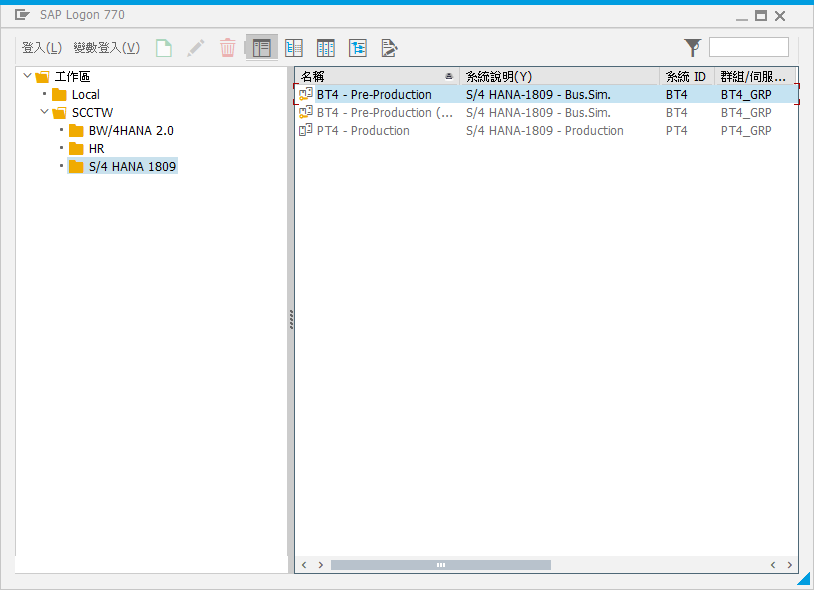 SAP Logon 770
登入(L) 變數登入(V)
工作區
Local
SCCTW
BW/4HANA 2.0
HR
S/4 HANA 1809
名稱 系統說明(Y) 系統 ID 群組/伺服...
BT4 - Pre-Production S/4 HANA-1809 - Bus.Sim. BT4 BT4_GRP
BT4 - Pre-Production (... S/4 HANA-1809 - Bus.Sim. BT4 BT4_GRP
PT4 - Production S/4 HANA-1809 - Production PT4 PT4_GRP